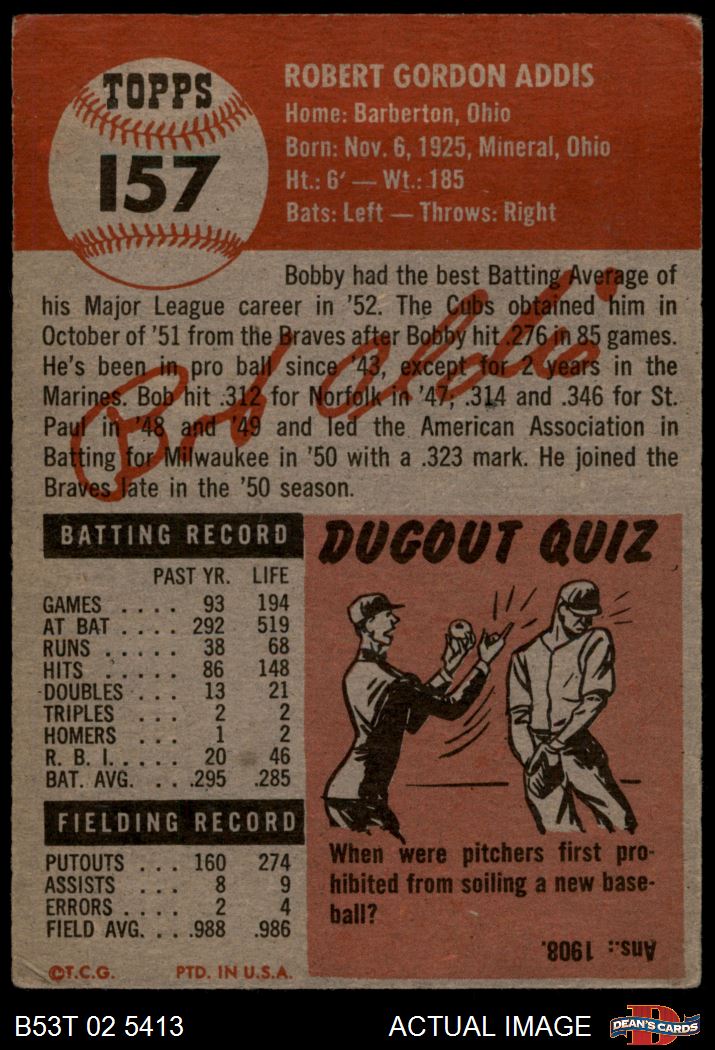 TOPPS
157
ROBERT GORDON ADDIS
Home: Barberton, Ohio
Born: Nov. 6, 1925, Mineral, Ohio
Ht.: 6' — Wt.: 185
Bats: Left — Throws: Right
Bobby had the best Batting Average of
his Major League career in '52. The Cubs obtained him in
October of '51 from the Braves after Bobby hit .276 in 85 games.
He's been in pro ball since '43, except for 2 years in the
Marines. Bob hit .312 for Norfolk in '47; .314 and .346 for St.
Paul in '48 and '49 and led the American Association in
Batting for Milwaukee in '50 with a .323 mark. He joined the
Braves late in the '50 season.
Bob Addis
BATTING RECORD
PAST YR. LIFE
GAMES . . . . 93 194
AT BAT . . . . 292 519
RUNS . . . . . 38 68
HITS . . . . . 86 148
DOUBLES . . . 13 21
TRIPLES . . . 2 2
HOMERS . . . 1 2
R. B. I. . . . . 20 46
BAT. AVG. . . . .295 .285
FIELDING RECORD
PUTOUTS . . . 160 274
ASSISTS . . . 8 9
ERRORS . . . . 2 4
FIELD AVG. . . .988 .986
©T.C.G. PTD. IN U.S.A.
DUGOUT QUIZ
When were pitchers first pro-
hibited from soiling a new base-
ball?
Ans.: 1908.
B53T 02 5413 ACTUAL IMAGE DEAN'S CARDS